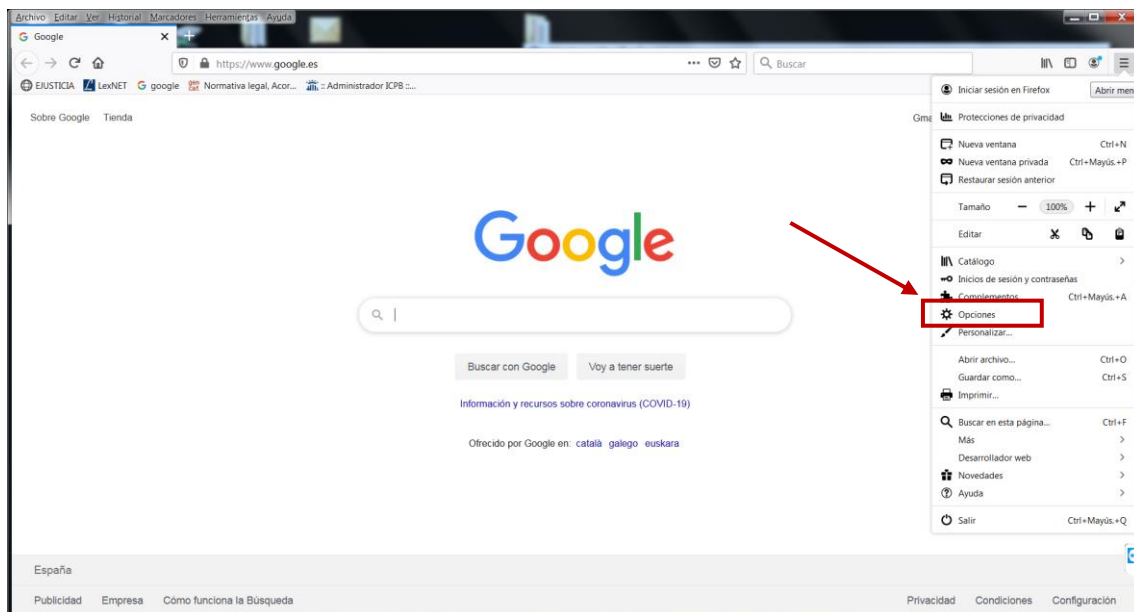 Archivo Editar Ver Historial Marcadores Herramientas Ayuda
Google
https://www.google.es
Buscar
EJUSTICIA LexNET google Normativa legal, Acor... :: Administrador ICPB ::...
Sobre Google Tienda
Gma
Iniciar sesión en Firefox
Abrir men
Protecciones de privacidad
Nueva ventana Ctrl+N
Nueva ventana privada Ctrl+Mayús.+P
Restaurar sesión anterior
Tamaño — 100% +
Editar
Catálogo
Inicios de sesión y contraseñas
Complementos Ctrl+Mayús.+A
Opciones
Personalizar...
Abrir archivo... Ctrl+O
Guardar como... Ctrl+S
Imprimir...
Buscar en esta página... Ctrl+F
Más
Desarrollador web
Novedades
Ayuda
Salir Ctrl+Mayús.+Q
Google
Buscar con Google Voy a tener suerte
Información y recursos sobre coronavirus (COVID-19)
Ofrecido por Google en: català galego euskara
España
Publicidad Empresa Cómo funciona la Búsqueda Privacidad Condiciones Configuración